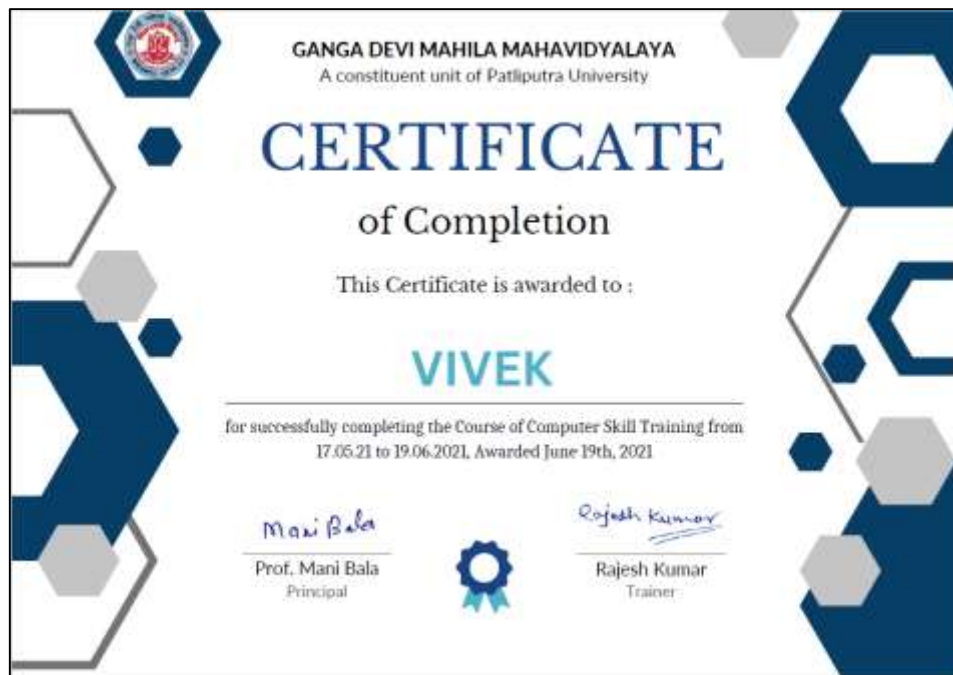 GANGA DEVI MAHILA MAHAVIDYALAYA
A constituent unit of Patliputra University
CERTIFICATE
of Completion
This Certificate is awarded to :
VIVEK
for successfully completing the Course of Computer Skill Training from
17.05.21 to 19.06.2021, Awarded June 19th, 2021
Mani Bala
Rajesh Kumar
Prof. Mani Bala
Rajesh Kumar
Principal
Trainer